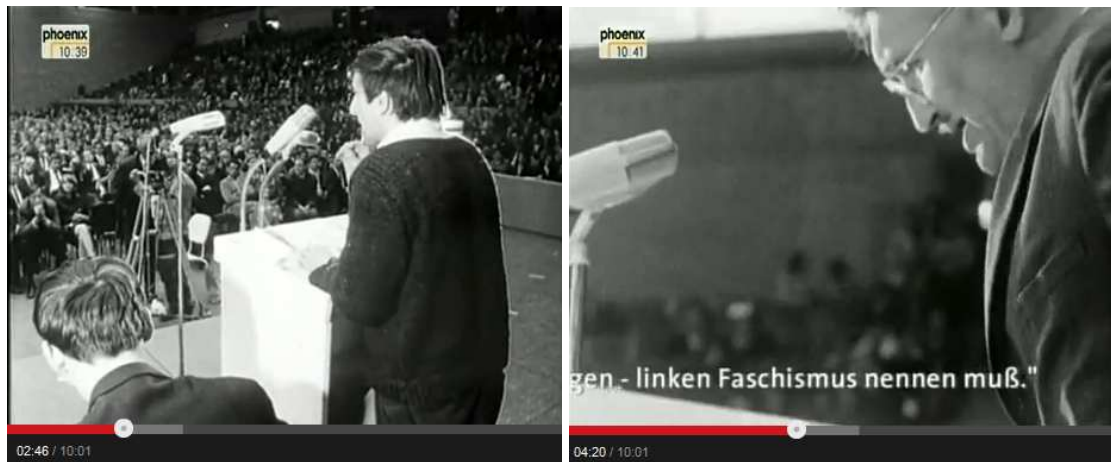 phoenix
10:39
02:46 / 10:01
phoenix
10:41
gen - linken Faschismus nennen muß."
04:20 / 10:01